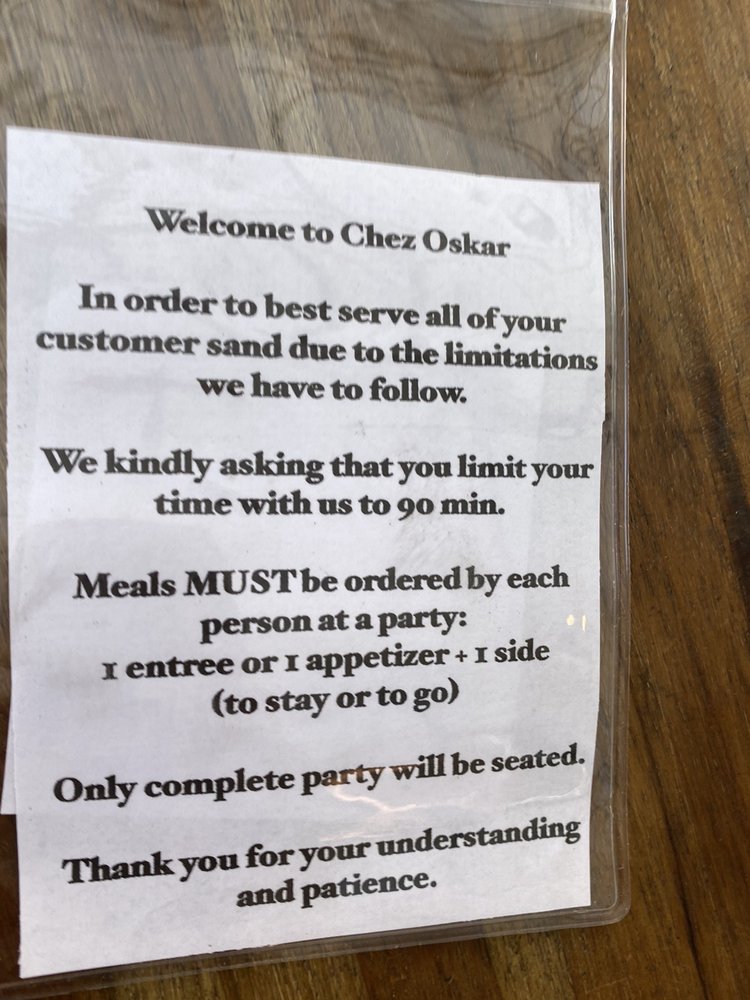 Welcome to Chez Oskar
In order to best serve all of your
customer sand due to the limitations
we have to follow.
We kindly asking that you limit your
time with us to 90 min.
Meals MUST be ordered by each
person at a party:
1 entree or 1 appetizer + 1 side
(to stay or to go)
Only complete party will be seated.
Thank you for your understanding
and patience.